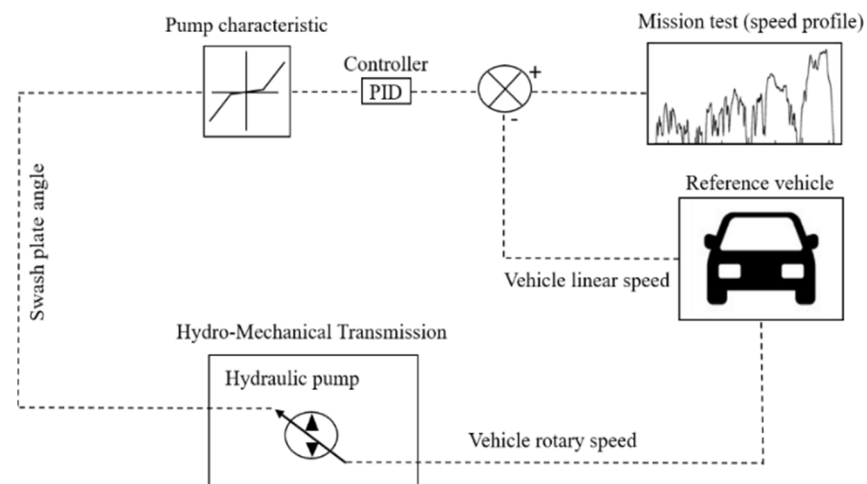 Pump characteristic
Mission test (speed profile)
Controller
PID
+
-
Reference vehicle
Swash plate angle
Vehicle linear speed
Hydro-Mechanical Transmission
Hydraulic pump
Vehicle rotary speed